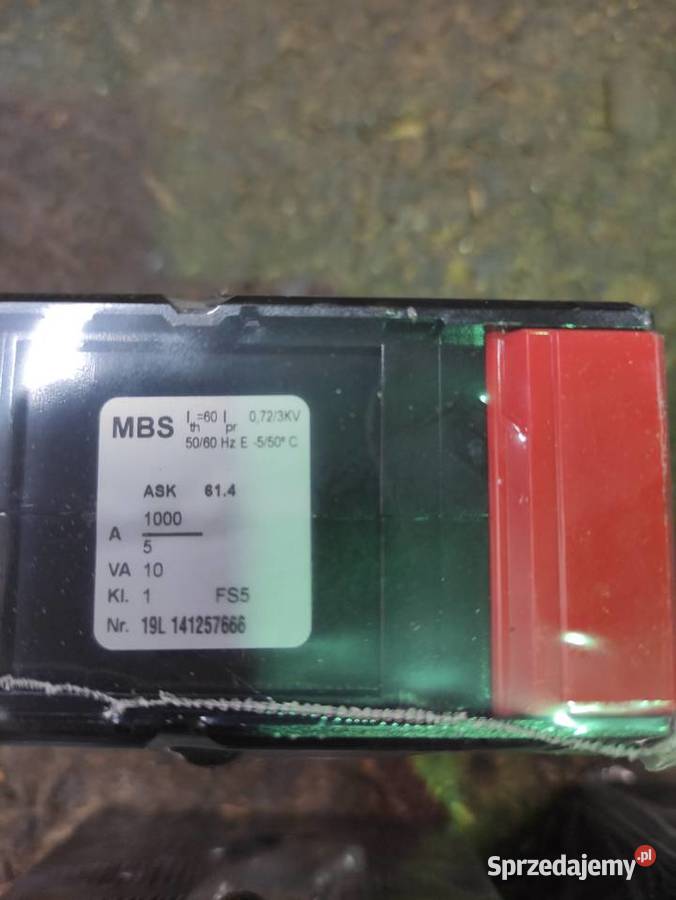 MBS Ith=60 Ipr 0,72/3KV
50/60 Hz E -5/50° C
ASK 61.4
A 1000
5
VA 10
Kl. 1 FS5
Nr. 19L 141257666
Sprzedajemy.pl